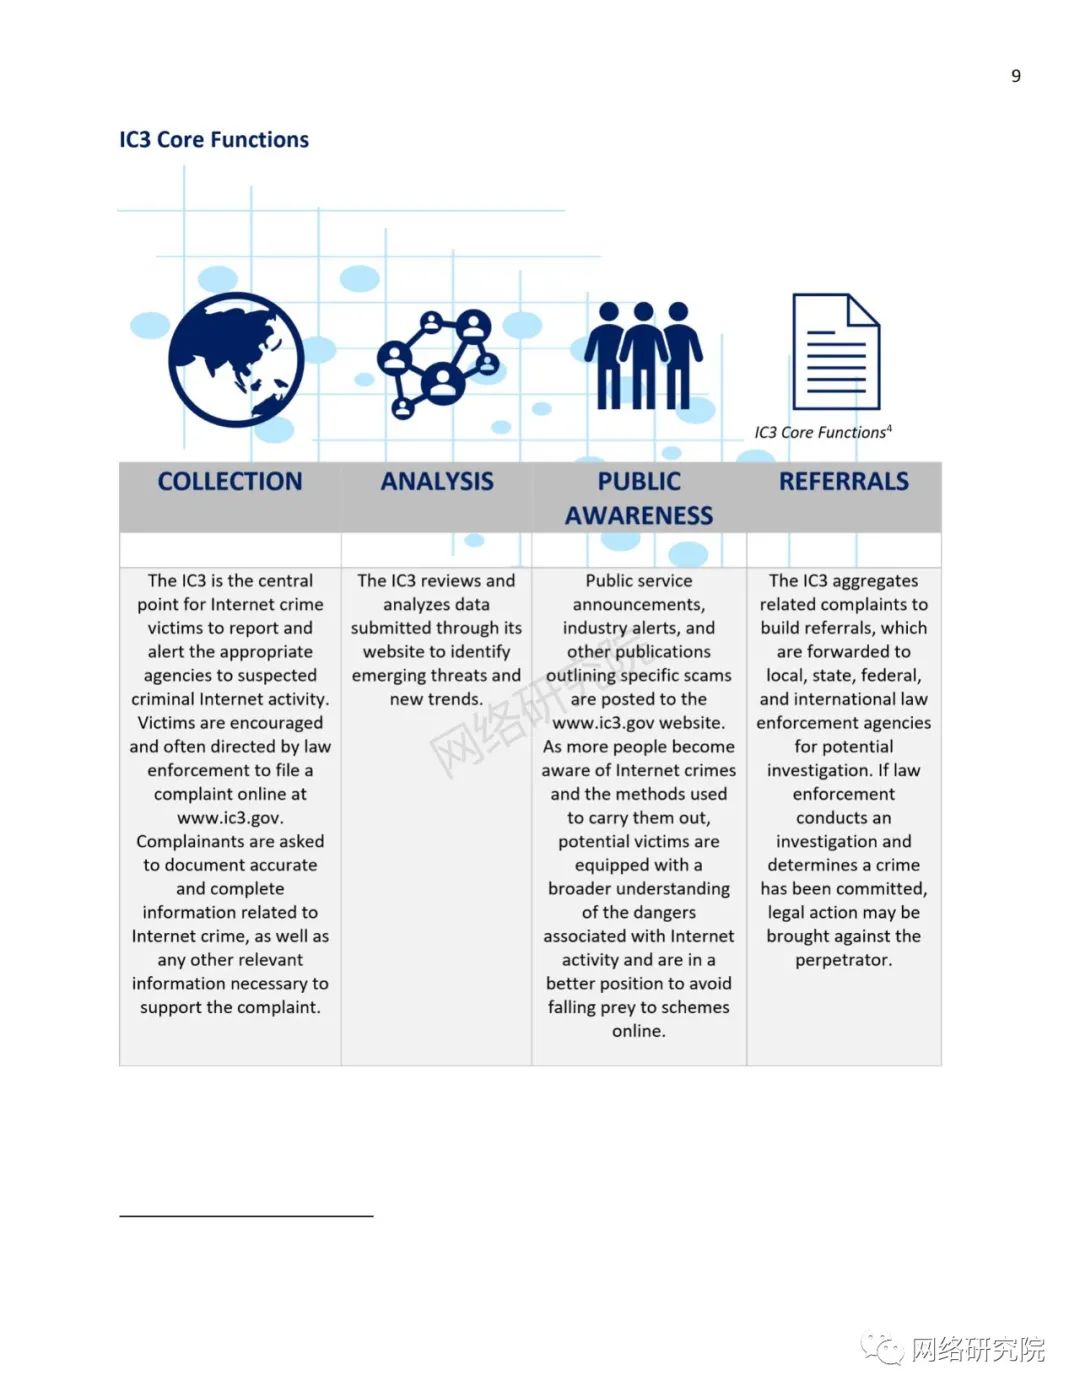 9
IC3 Core Functions
IC3 Core Functions⁴
COLLECTION
The IC3 is the central
point for Internet crime
victims to report and
alert the appropriate
agencies to suspected
criminal Internet activity.
Victims are encouraged
and often directed by law
enforcement to file a
complaint online at
www.ic3.gov.
Complainants are asked
to document accurate
and complete
information related to
Internet crime, as well as
any other relevant
information necessary to
support the complaint.
ANALYSIS
The IC3 reviews and
analyzes data
submitted through its
website to identify
emerging threats and
new trends.
PUBLIC
AWARENESS
Public service
announcements,
industry alerts, and
other publications
outlining specific scams
are posted to the
www.ic3.gov website.
As more people become
aware of Internet crimes
and the methods used
to carry them out,
potential victims are
equipped with a
broader understanding
of the dangers
associated with Internet
activity and are in a
better position to avoid
falling prey to schemes
online.
REFERRALS
The IC3 aggregates
related complaints to
build referrals, which
are forwarded to
local, state, federal,
and international law
enforcement agencies
for potential
investigation. If law
enforcement
conducts an
investigation and
determines a crime
has been committed,
legal action may be
brought against the
perpetrator.
网络研究院
网络研究院